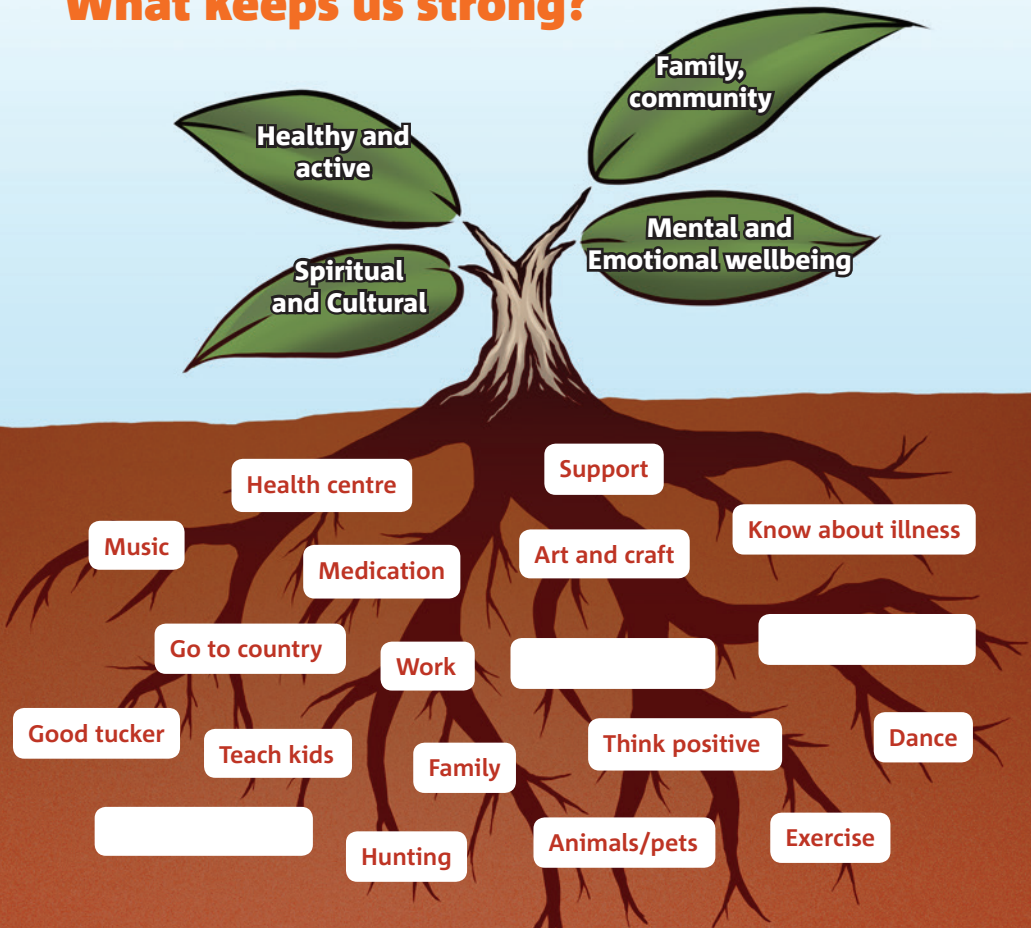 What keeps us strong?
Family,
community
Healthy and
active
Mental and
Emotional wellbeing
Spiritual
and Cultural
Support
Health centre
Know about illness
Music
Art and craft
Medication
Go to country
Work
Good tucker
Teach kids
Think positive
Dance
Family
Hunting
Animals/pets
Exercise